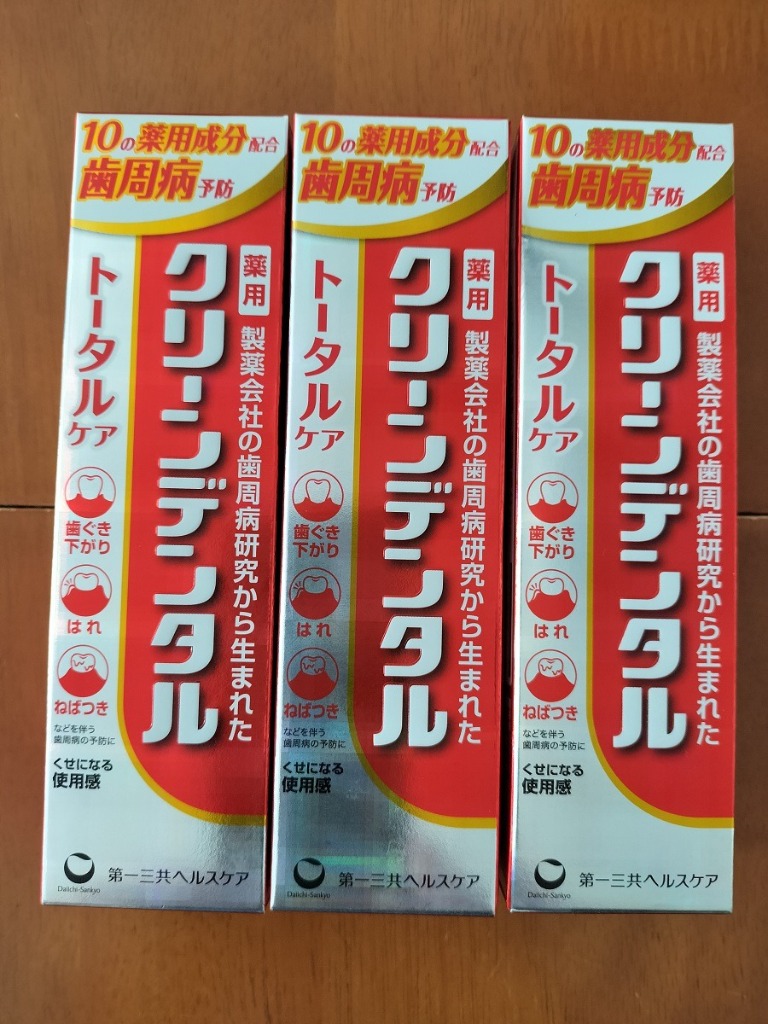 10の薬用成分配合
歯周病予防
薬用
製薬会社の歯周病研究から生まれた
クリーンデンタル
トータルケア
歯ぐき
下がり
はれ
ねばつき
などを伴う
歯周病の予防に
くせになる
使用感
Daiichi-Sankyo
第一三共ヘルスケア
10の薬用成分配合
歯周病予防
薬用
製薬会社の歯周病研究から生まれた
クリーンデンタル
トータルケア
歯ぐき
下がり
はれ
ねばつき
などを伴う
歯周病の予防に
くせになる
使用感
Daiichi-Sankyo
第一三共ヘルスケア
10の薬用成分配合
歯周病予防
薬用
製薬会社の歯周病研究から生まれた
クリーンデンタル
トータルケア
歯ぐき
下がり
はれ
ねばつき
などを伴う
歯周病の予防に
くせになる
使用感
Daiichi-Sankyo
第一三共ヘルスケア